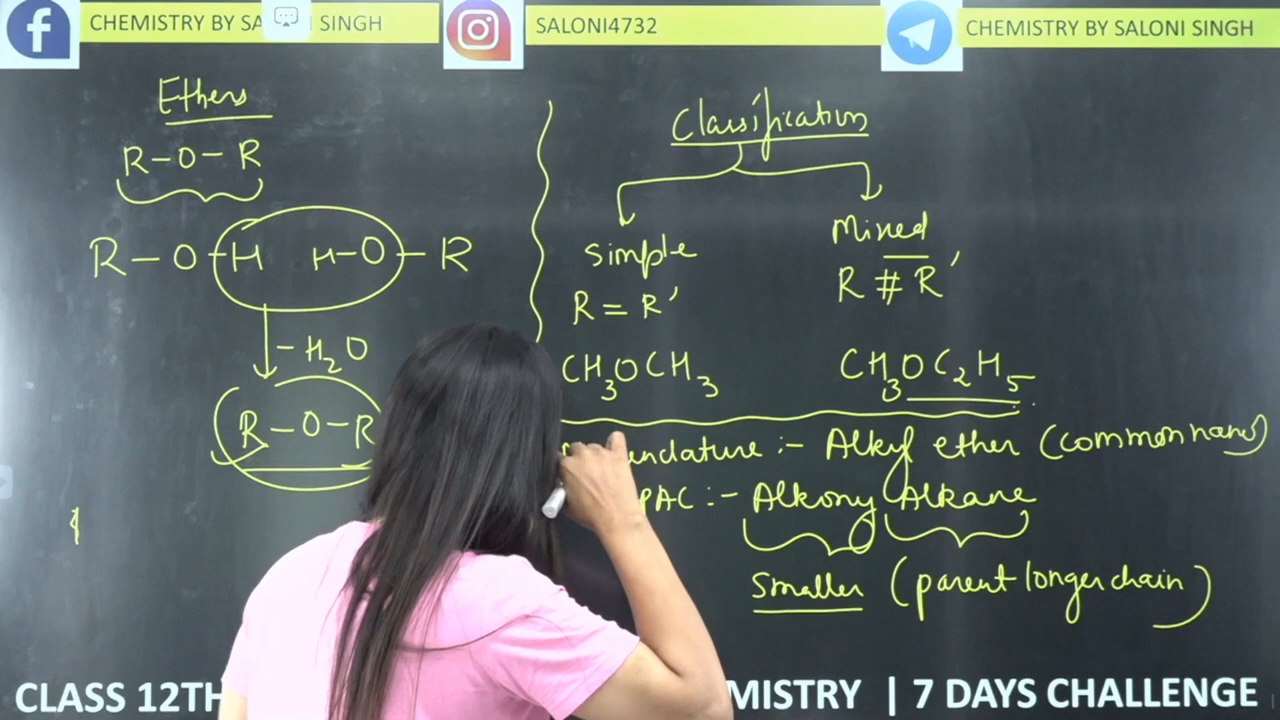 CHEMISTRY BY SA SINGH
SALONI4732
CHEMISTRY BY SALONI SINGH
Ethers
R-O-R
R-O-H H-O-R
-H₂O
R-O-R
Classification
Simple
R = R'
CH₃OCH₃
Mixed
R ≠ R'
CH₃OC₂H₅
:- Alkyl ether (common name)
PAC :- Alkoxy Alkane
Smaller (parent longer chain)
CLASS 12TH MISTRY | 7 DAYS CHALLENGE